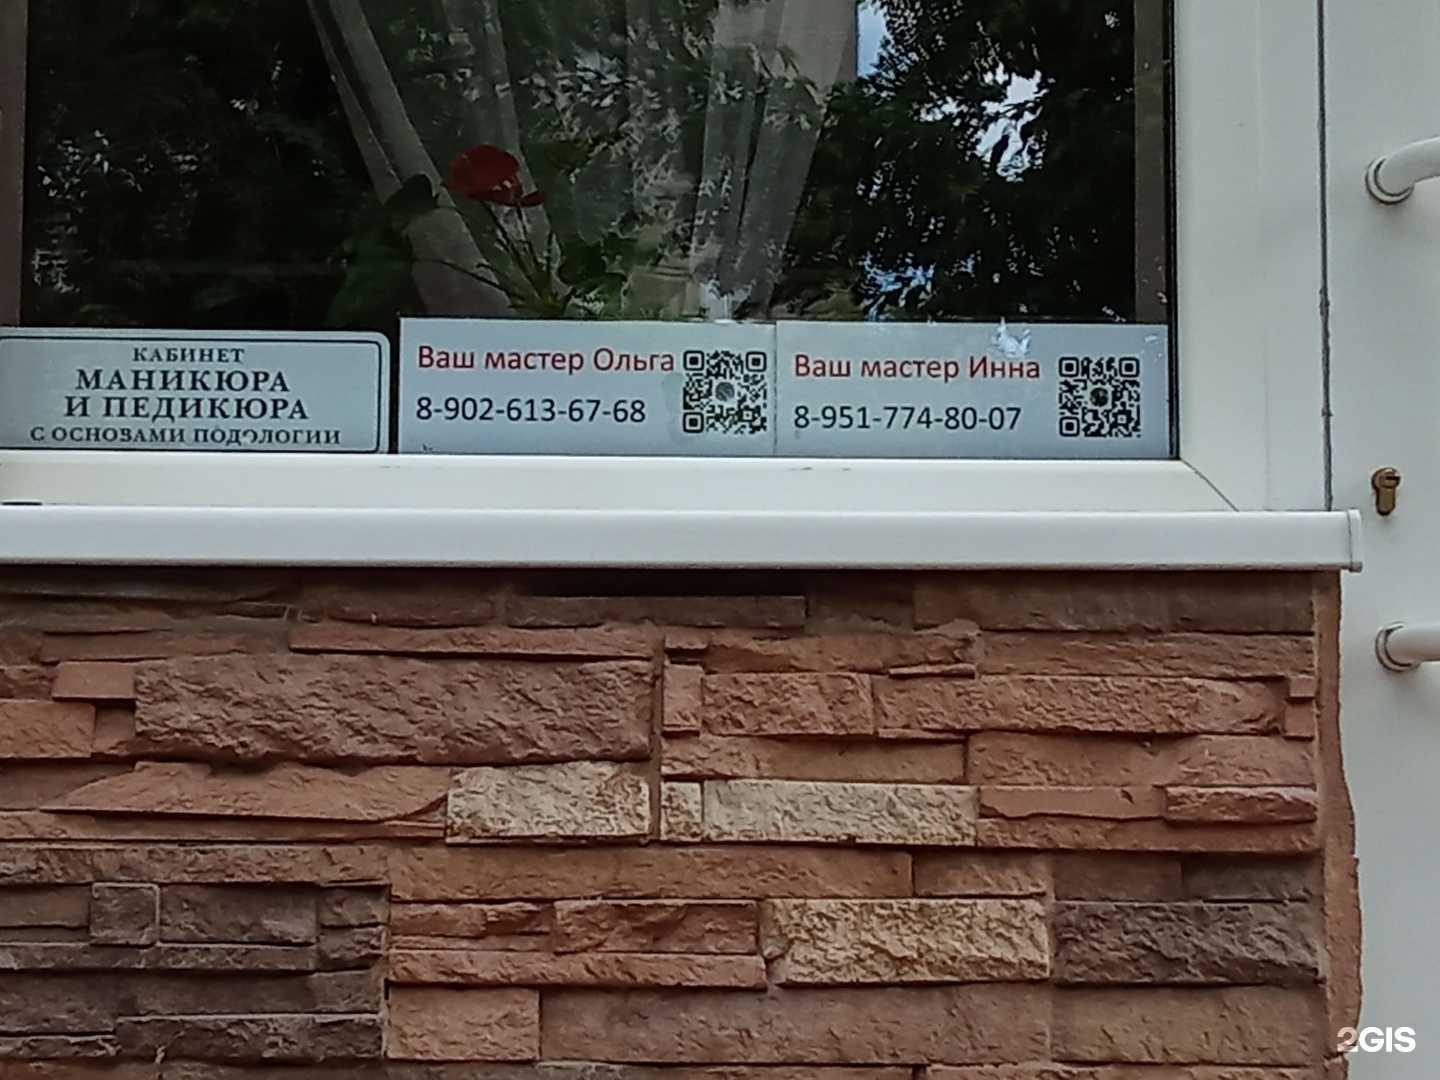 КАБИНЕТ
МАНИКЮРА
И ПЕДИКЮРА
С ОСНОВАМИ ПОДОЛОГИИ
Ваш мастер Ольга
8-902-613-67-68
Ваш мастер Инна
8-951-774-80-07
2GIS